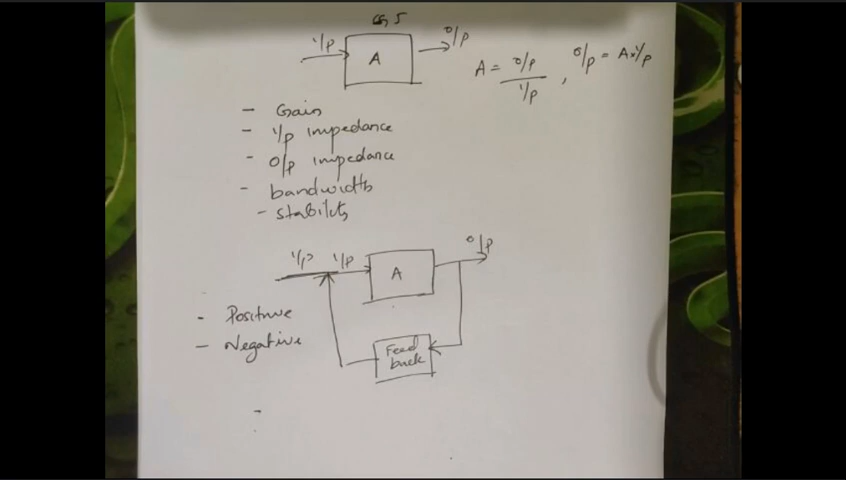 i/p A o/p
A = o/p / i/p , o/p = A x i/p
- Gain
- i/p impedance
- o/p impedance
- bandwidth
- stability
i/p i/p A o/p
- Positive
- Negative
Feed
back
-